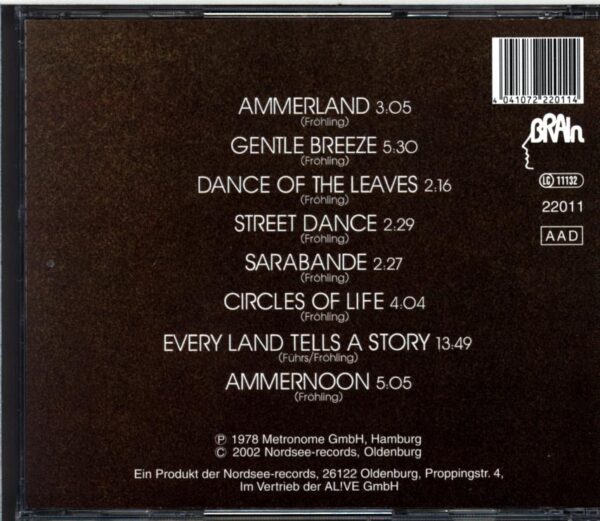 AMMERLAND 3:05
(Fröhling)
GENTLE BREEZE 5:30
(Fröhling)
DANCE OF THE LEAVES 2:16
(Fröhling)
STREET DANCE 2:29
(Fröhling)
SARABANDE 2:27
(Fröhling)
CIRCLES OF LIFE 4:04
(Fröhling)
EVERY LAND TELLS A STORY 13:49
(Führs/Fröhling)
AMMERNOON 5:05
(Fröhling)
4 041072 220114
BRAIn
LC 11132
22011
AAD
℗ 1978 Metronome GmbH, Hamburg
© 2002 Nordsee-records, Oldenburg
Ein Produkt der Nordsee-records, 26122 Oldenburg, Proppingstr. 4,
Im Vertrieb der AL!VE GmbH